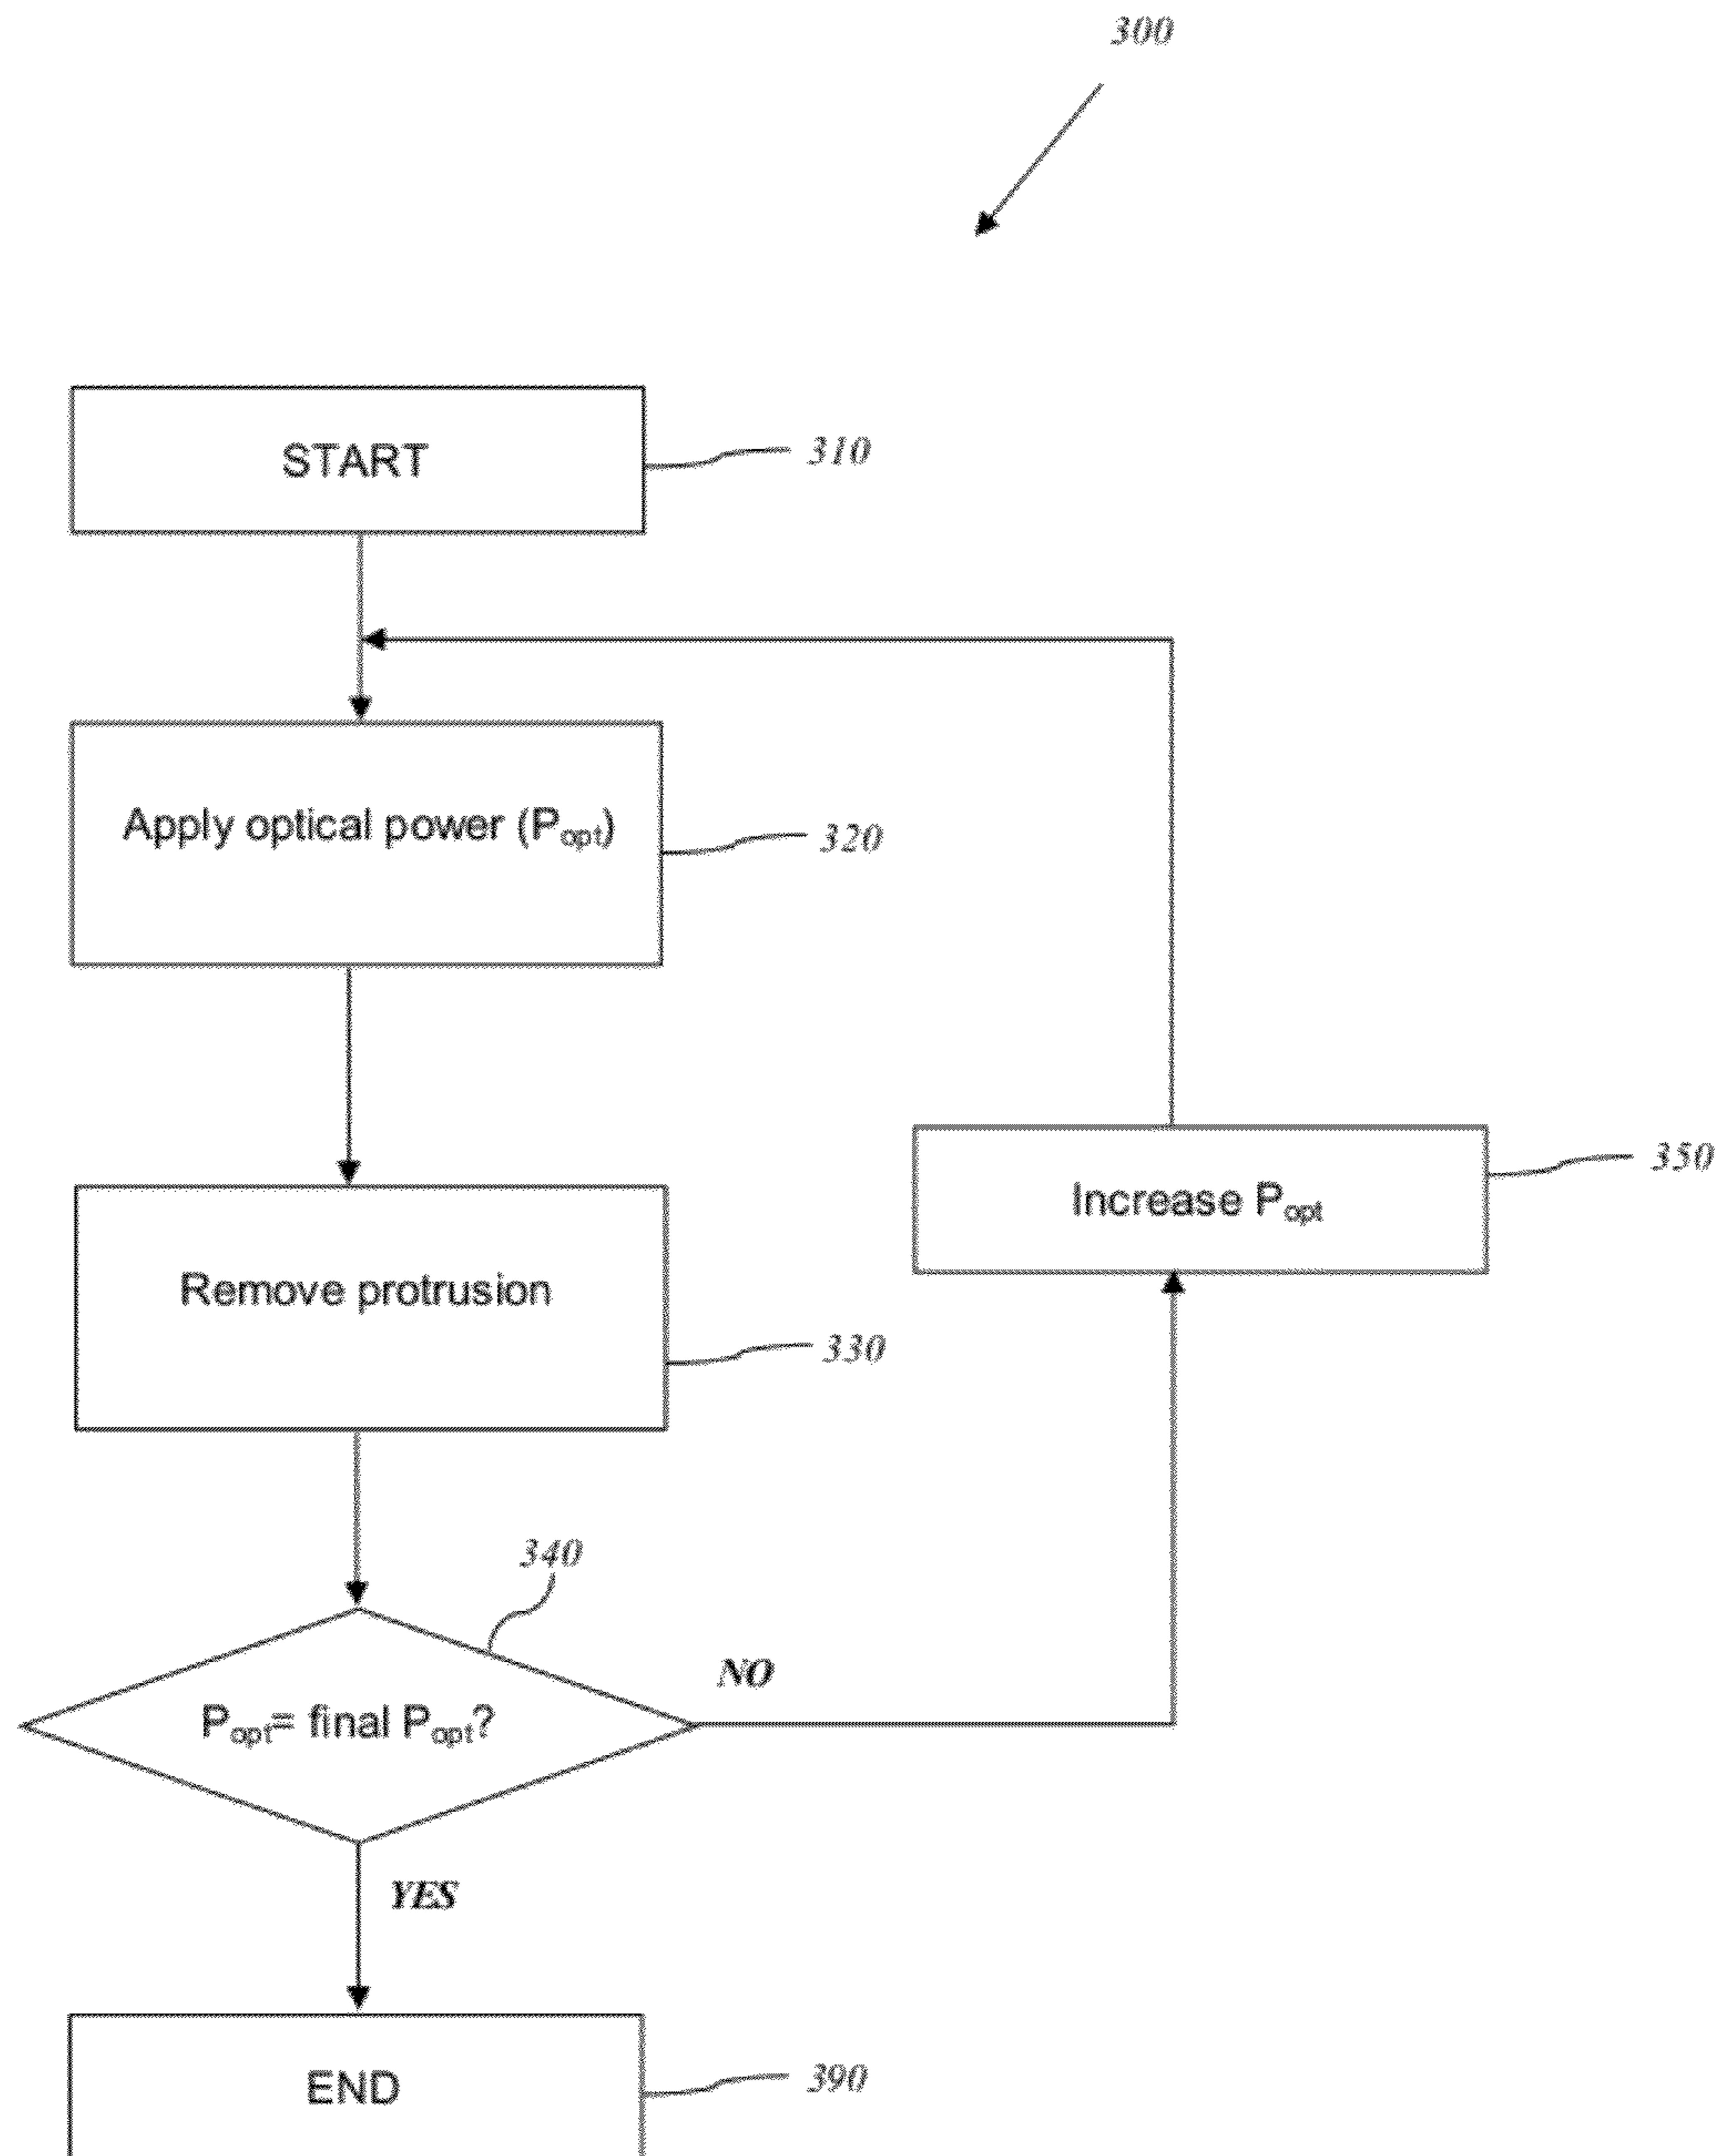 300
START
310
Apply optical power (Popt)
320
Remove protrusion
330
Increase Popt
350
340
Popt= final Popt?
NO
YES
END
390